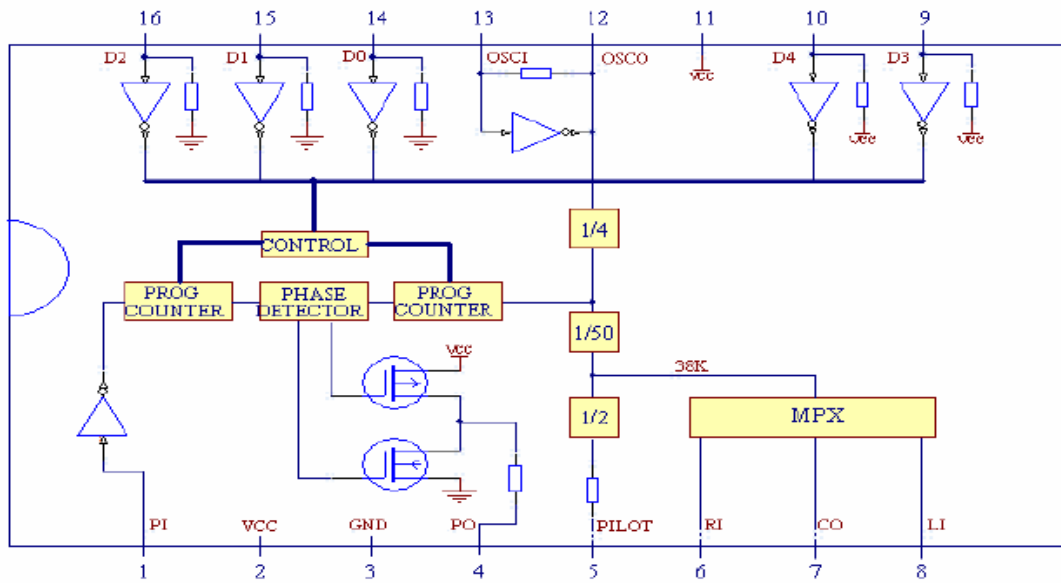 16 15 14 13 12 11 10 9
D2 D1 D0 OSCI OSCO VCC D4 D3
VCC VCC
1/4
CONTROL
PROG COUNTER
PHASE DETECTOR
PROG COUNTER
1/50
VCC
38K
1/2
MPX
PI VCC GND PO PILOT RI CO LI
1 2 3 4 5 6 7 8